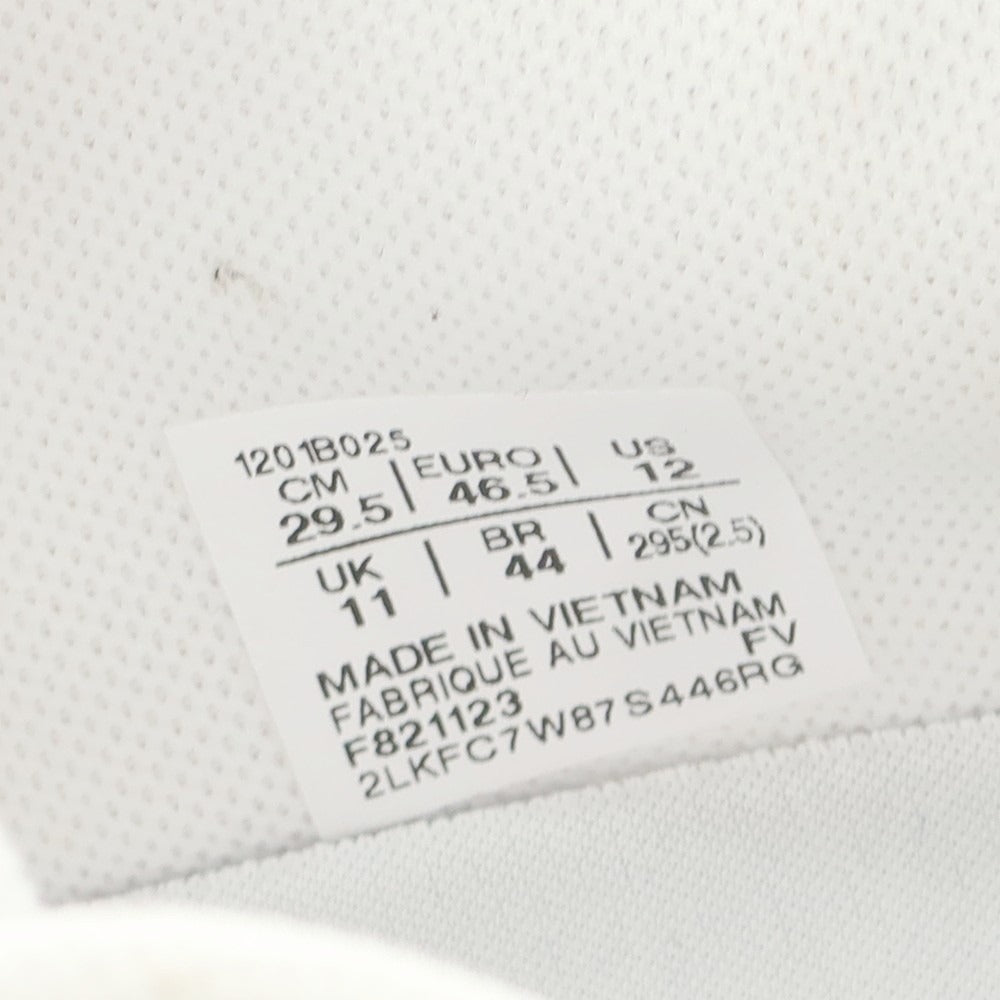 1201B025
CM | EURO | US
29.5 46.5 12
UK | BR | CN
11 44 295(2.5)
MADE IN VIETNAM
FABRIQUE AU VIETNAM
FV
F821123
2LKFC7W87S446RG